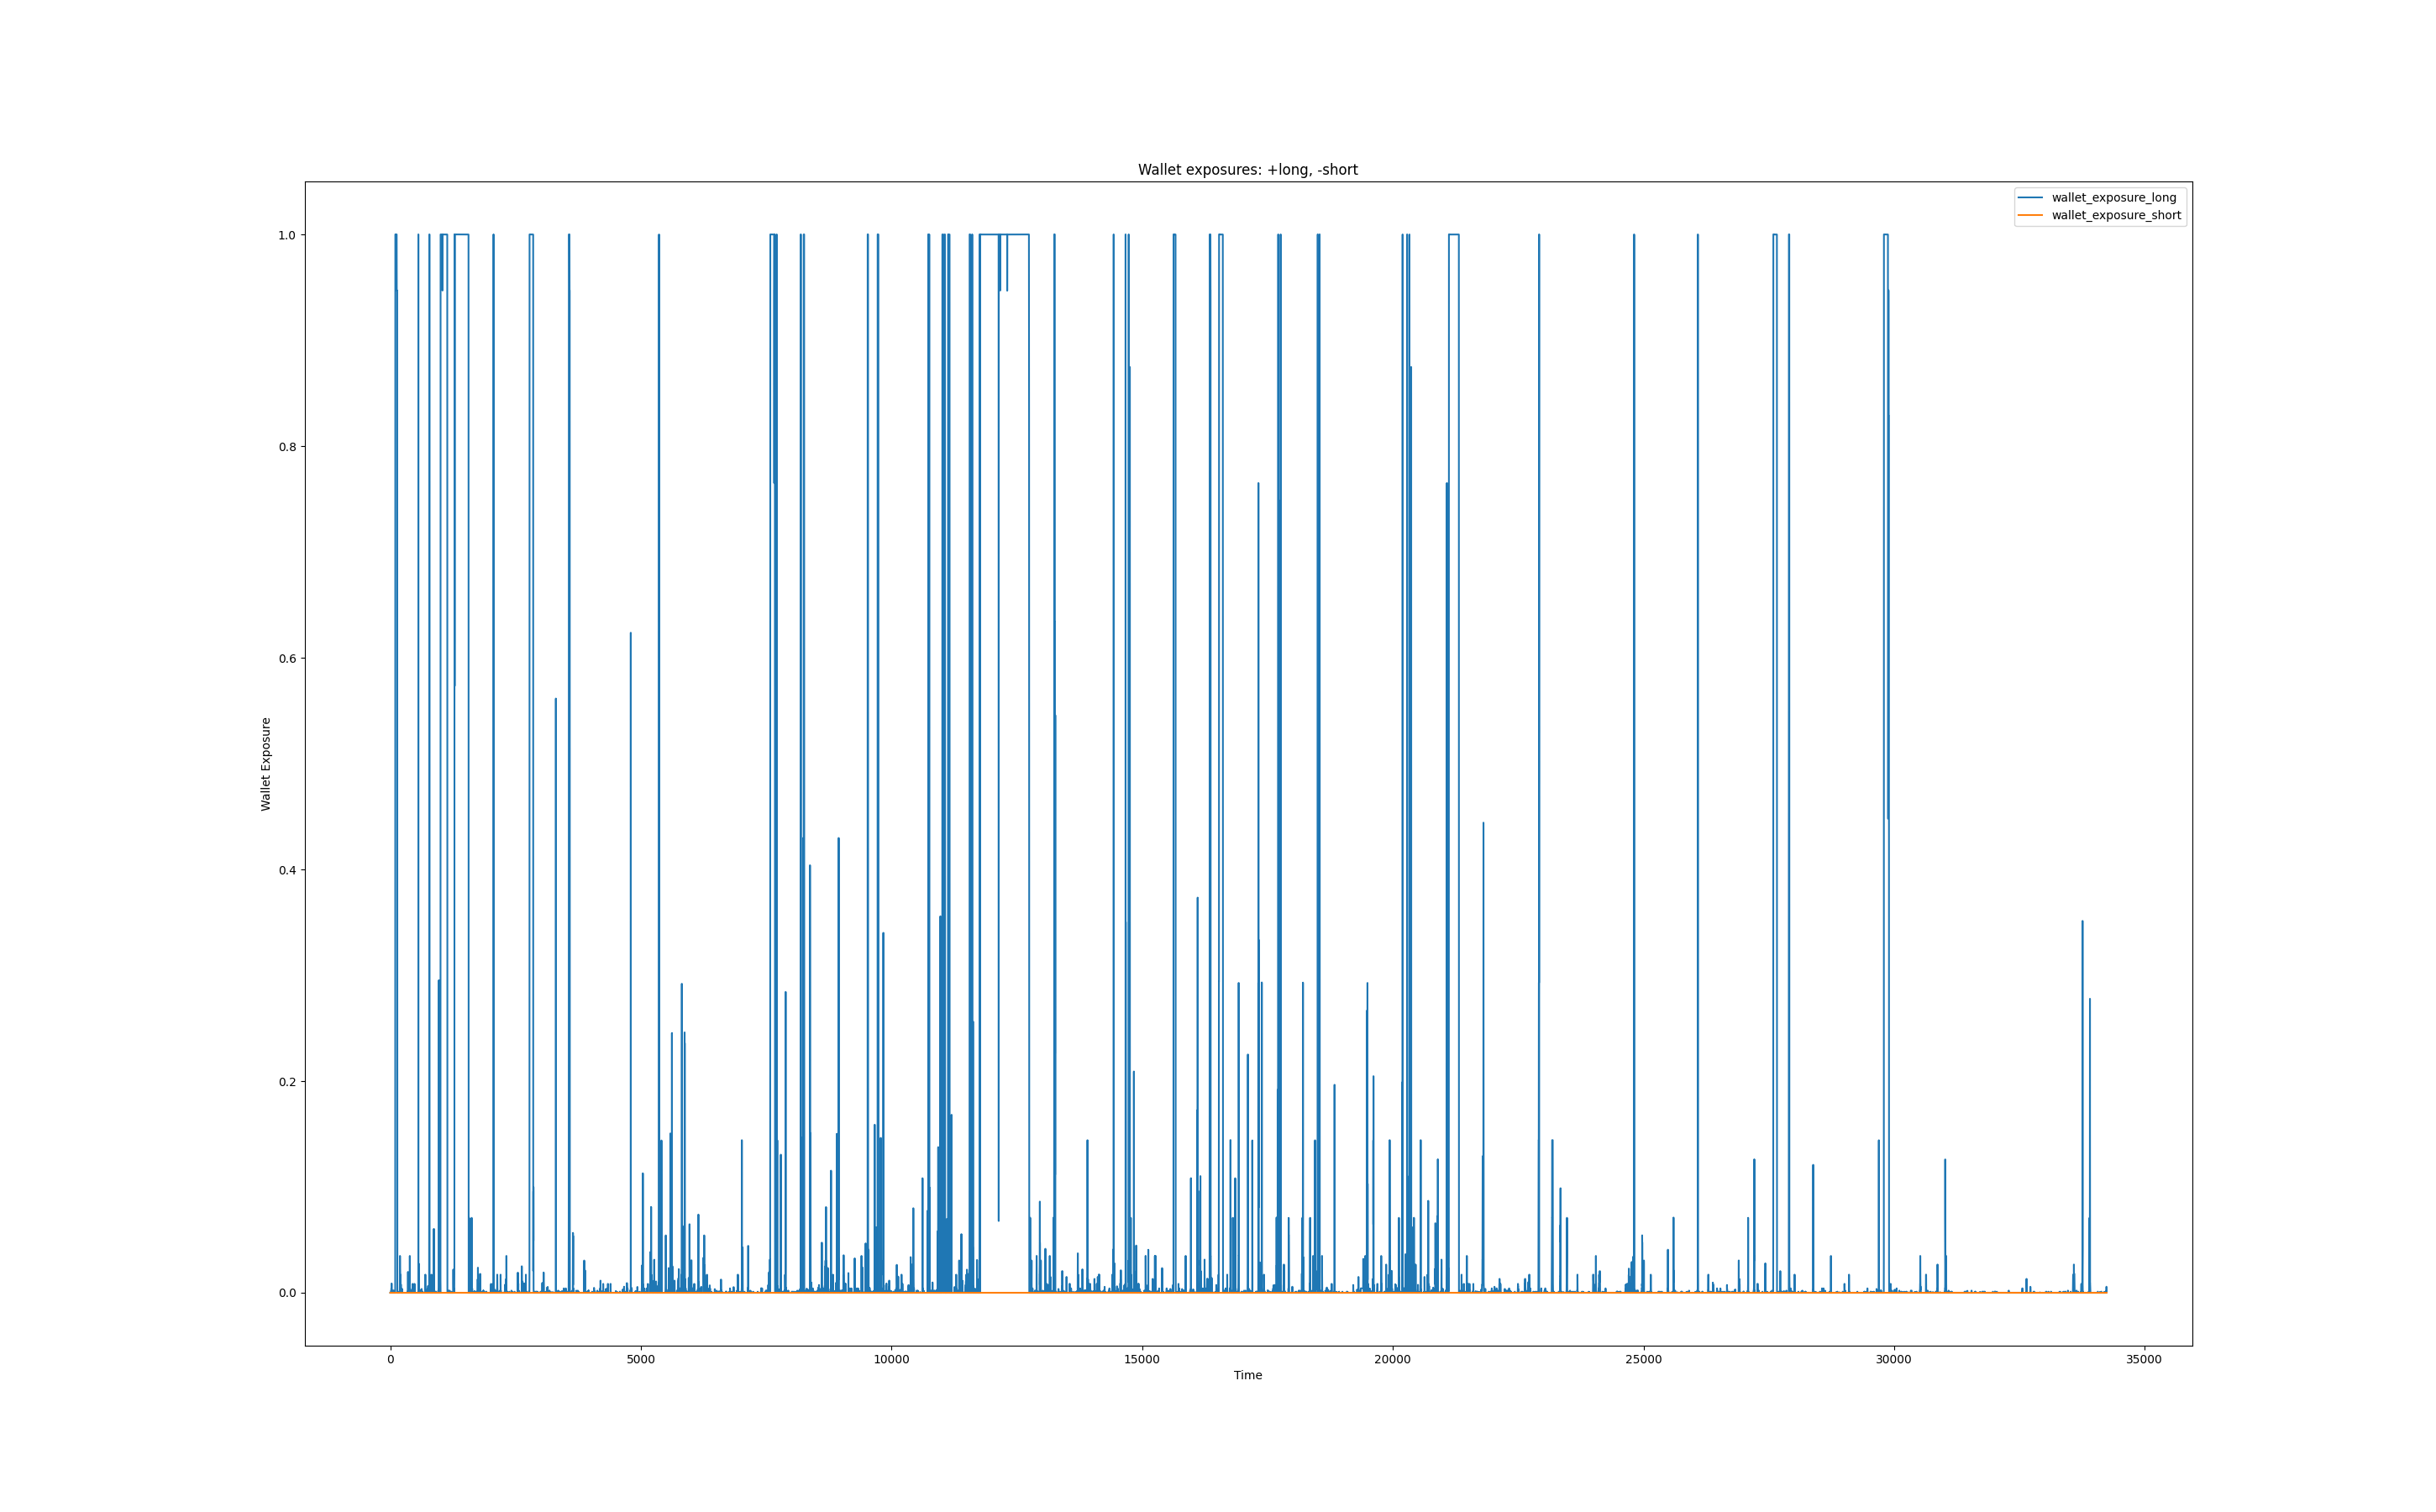 Wallet exposures: +long, -short
wallet_exposure_long
wallet_exposure_short
1.0
0.8
0.6
0.4
0.2
0.0
Wallet Exposure
0 5000 10000 15000 20000 25000 30000 35000
Time